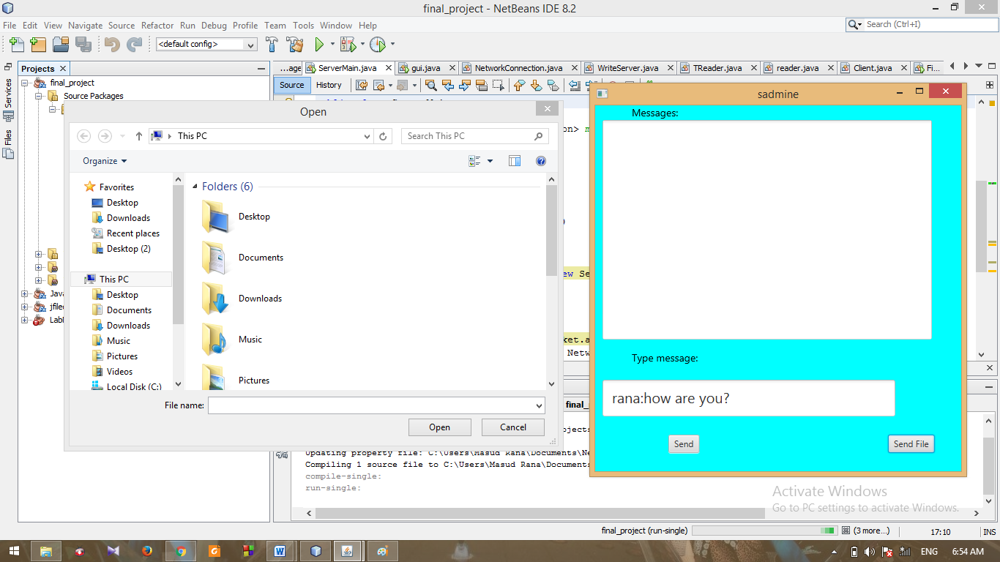 final_project - NetBeans IDE 8.2
File Edit View Navigate Source Refactor Run Debug Profile Team Tools Window Help
Search (Ctrl+I)
<default config>
Projects
...age ServerMain.java gui.java NetworkConnection.java WriteServer.java TReader.java reader.java Client.java Fi...
Services
Files
final_project
Source Packages
Source History
Open
This PC
Search This PC
Organize
Favorites
Desktop
Downloads
Recent places
Desktop (2)
This PC
Desktop
Documents
Downloads
Music
Pictures
Videos
Local Disk (C:)
Folders (6)
Desktop
Documents
Downloads
Music
Pictures
File name:
Open Cancel
Java
jfilec
Labl
on> m
ew Se
ket.a
Netw
sadmine
Messages:
Type message:
rana:how are you?
Send
Send File
final_
Updating property file: C:\Users\Masud Rana\Documents\Ne
Compiling 1 source file to C:\Users\Masud Rana\Documents
compile-single:
run-single:
Activate Windows
Go to PC settings to activate Windows.
final_project (run-single)
(3 more...)
17:10
INS
ENG
6:54 AM